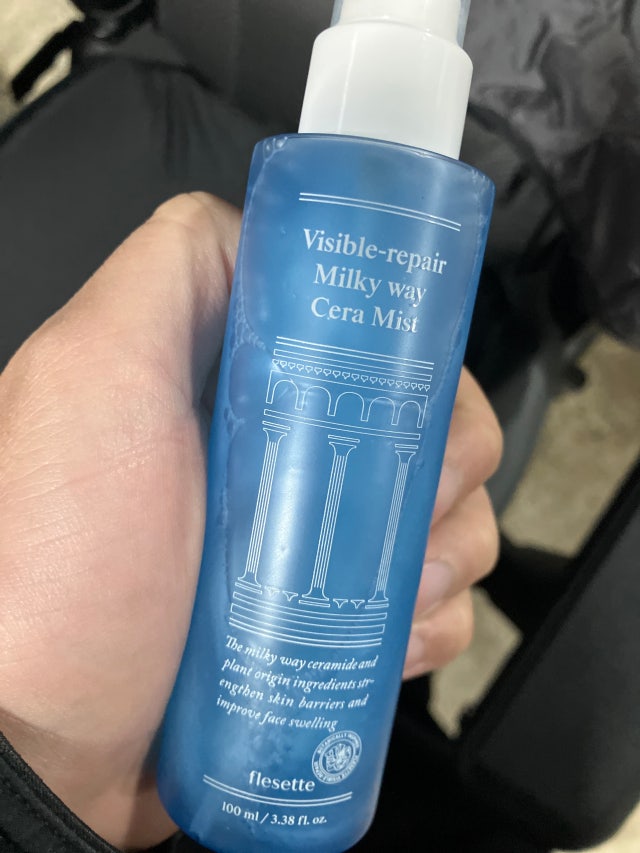 Visible-repair
Milky way
Cera Mist
The milky way ceramide and
plant origin ingredients str-
engthen skin barriers and
improve face swelling
flesette
100 ml / 3.38 fl. oz.